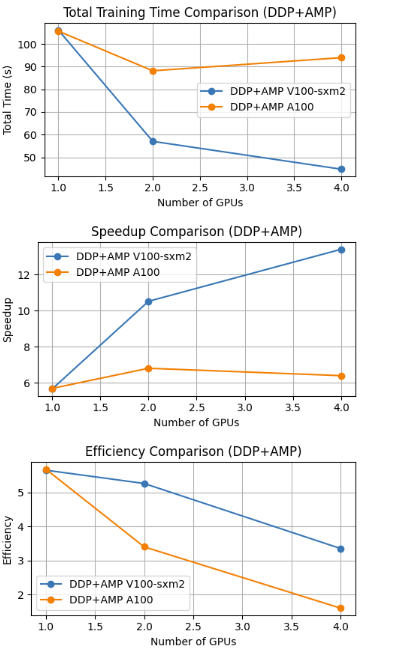 Total Training Time Comparison (DDP+AMP)
100
90
80
70
60
50
Total Time (s)
DDP+AMP V100-sxm2
DDP+AMP A100
1.0 1.5 2.0 2.5 3.0 3.5 4.0
Number of GPUs
Speedup Comparison (DDP+AMP)
DDP+AMP V100-sxm2
DDP+AMP A100
12
10
8
6
Speedup
1.0 1.5 2.0 2.5 3.0 3.5 4.0
Number of GPUs
Efficiency Comparison (DDP+AMP)
5
4
3
2
Efficiency
DDP+AMP V100-sxm2
DDP+AMP A100
1.0 1.5 2.0 2.5 3.0 3.5 4.0
Number of GPUs